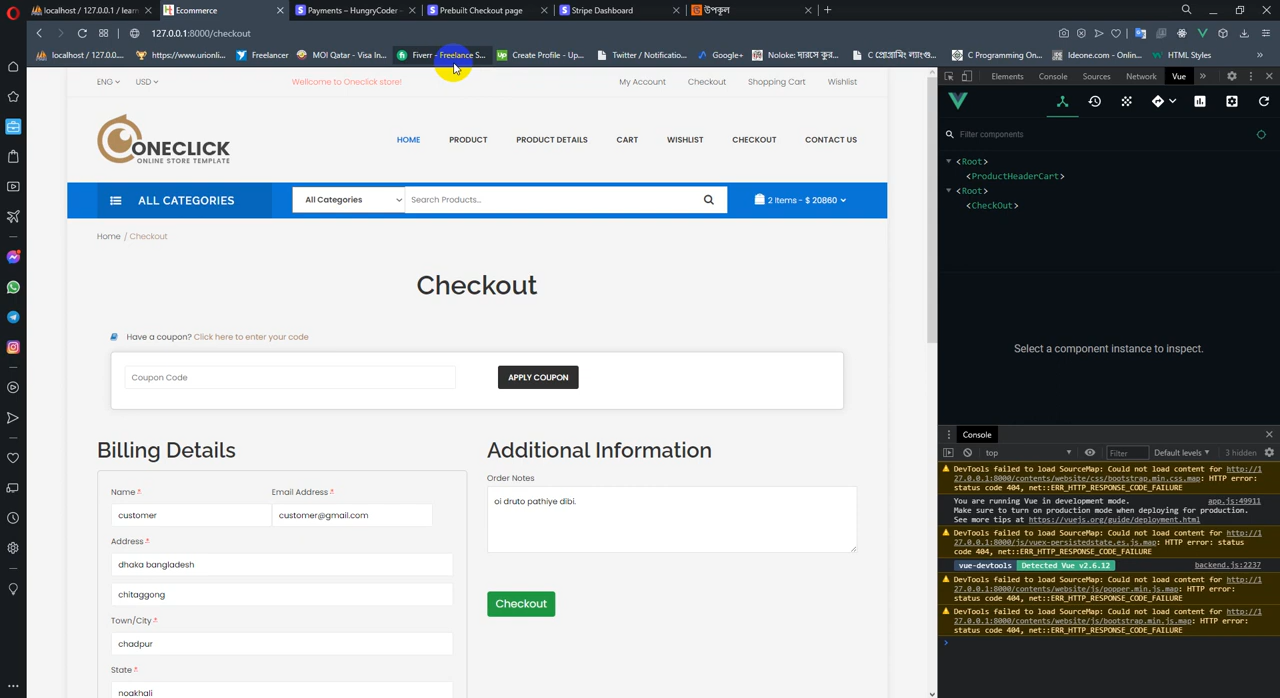 localhost / 127.0.0.1 / learn
Ecommerce
Payments – HungryCoder –
Prebuilt Checkout page
Stripe Dashboard
উপকূল
127.0.0.1:8000/checkout
localhost / 127.0.0....
https://www.urionli...
Freelancer
MOI Qatar - Visa In...
Fiverr - Freelance S...
Create Profile - Up...
Twitter / Notificatio...
Google+
C Programming On...
Ideone.com - Onlin...
HTML Styles
ENG
USD
Welcome to Oneclick store!
My Account
Checkout
Shopping Cart
Wishlist
ONECLICK
ONLINE STORE TEMPLATE
HOME
PRODUCT
PRODUCT DETAILS
CART
WISHLIST
CHECKOUT
CONTACT US
ALL CATEGORIES
All Categories
Search Products...
2 Items - $ 20860
Home / Checkout
Checkout
Have a coupon? Click here to enter your code
Coupon Code
APPLY COUPON
Billing Details
Additional Information
Name *
Email Address *
customer
customer@gmail.com
Address *
dhaka bangladesh
chitaggong
Town/City *
chadpur
State *
noakhali
Order Notes
oi druto pathiye dibi.
Checkout
Elements
Console
Sources
Network
Vue
Filter components
<Root>
<ProductHeaderCart>
<Root>
<CheckOut>
Select a component instance to inspect.
Console
top
Filter
Default levels
3 hidden
DevTools failed to load SourceMap: Could not load content for http://1
27.0.0.1:8000/contents/website/css/bootstrap.min.css.map: HTTP error:
status code 404, net::ERR_HTTP_RESPONSE_CODE_FAILURE
You are running Vue in development mode. app.js:49911
Make sure to turn on production mode when deploying for production.
See more tips at https://vuejs.org/guide/deployment.html
DevTools failed to load SourceMap: Could not load content for http://1
27.0.0.1:8000/js/vuex-persistedstate.es.js.map: HTTP error: status
code 404, net::ERR_HTTP_RESPONSE_CODE_FAILURE
vue-devtools Detected Vue v2.6.12 backend.js:2237
DevTools failed to load SourceMap: Could not load content for http://1
27.0.0.1:8000/contents/website/js/popper.min.js.map: HTTP error:
status code 404, net::ERR_HTTP_RESPONSE_CODE_FAILURE
DevTools failed to load SourceMap: Could not load content for http://1
27.0.0.1:8000/contents/website/js/bootstrap.min.js.map: HTTP error:
status code 404, net::ERR_HTTP_RESPONSE_CODE_FAILURE